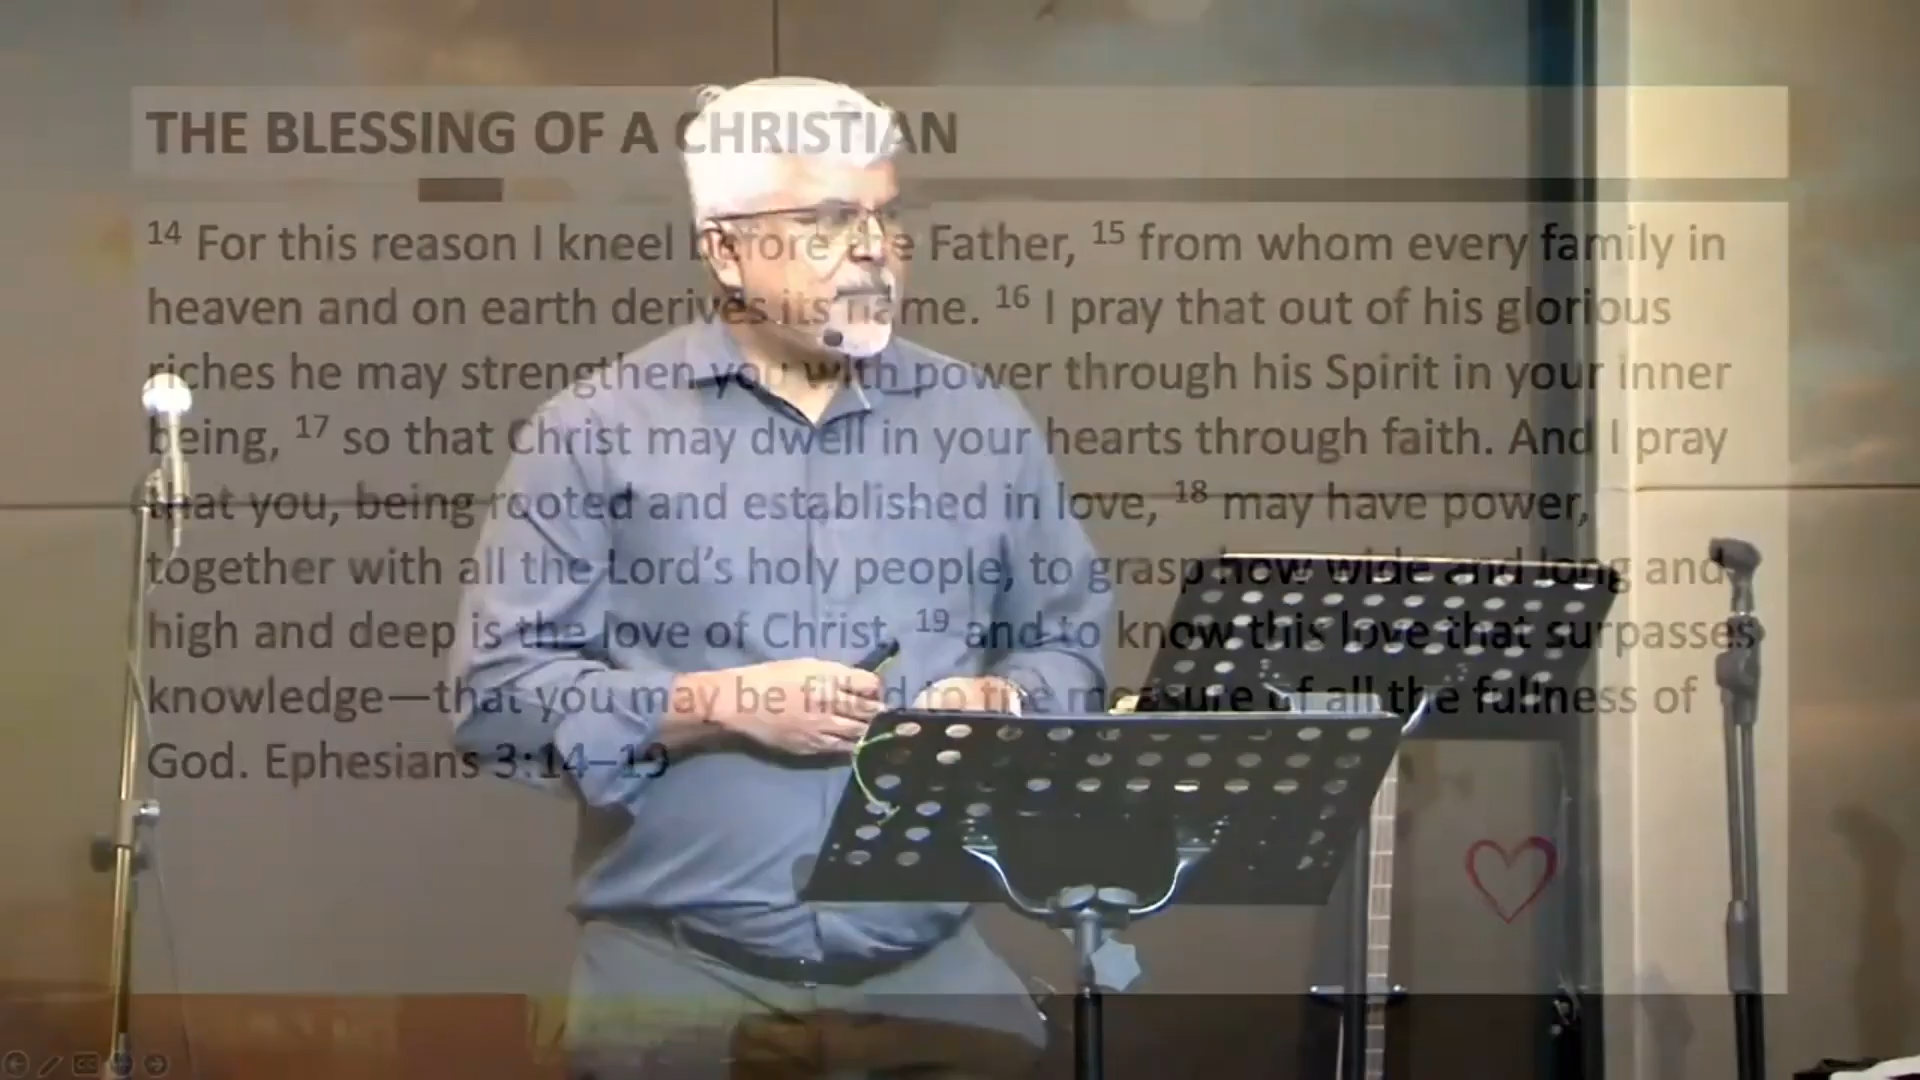 THE BLESSING OF A CHRISTIAN
14 For this reason I kneel before the Father, 15 from whom every family in
heaven and on earth derives its name. 16 I pray that out of his glorious
riches he may strengthen you with power through his Spirit in your inner
being, 17 so that Christ may dwell in your hearts through faith. And I pray
that you, being rooted and established in love, 18 may have power,
together with all the Lord’s holy people, to grasp how wide and long and
high and deep is the love of Christ, 19 and to know this love that surpasses
knowledge—that you may be filled to the measure of all the fullness of
God. Ephesians 3:14–19